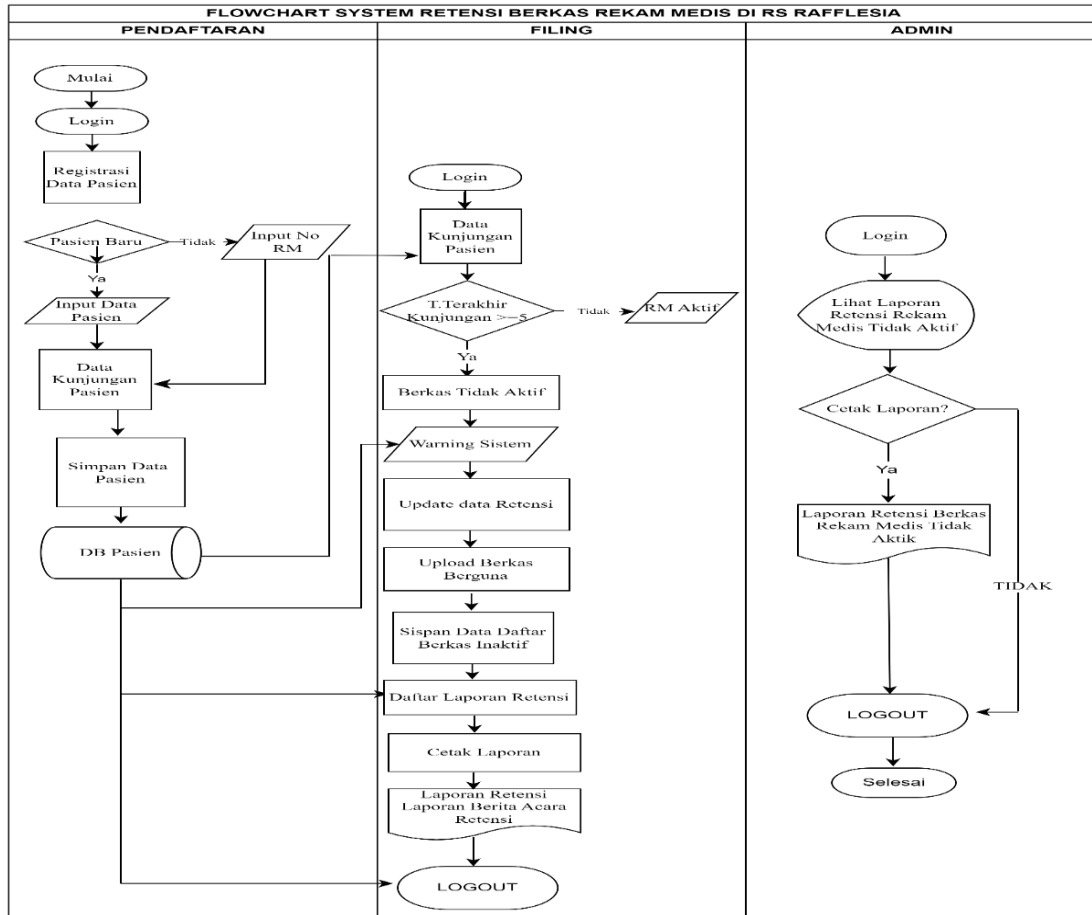 FLOWCHART SYSTEM RETENSI BERKAS REKAM MEDIS DI RS RAFFLESIA
PENDAFTARAN
Mulai
Login
Registrasi
Data Pasien
Pasien Baru
Tidak
Input No
RM
Ya
Input Data
Pasien
Data
Kunjungan
Pasien
Simpan Data
Pasien
DB Pasien
FILING
Login
Data
Kunjungan
Pasien
T.Terakhir
Kunjungan >=5
Tidak
RM Aktif
Ya
Berkas Tidak Aktif
Warning Sistem
Update data Retensi
Upload Berkas
Berguna
Sispan Data Daftar
Berkas Inaktif
Daftar Laporan Retensi
Cetak Laporan
Laporan Retensi
Laporan Berita Acara
Retensi
LOGOUT
ADMIN
Login
Lihat Laporan
Retensi Rekam
Medis Tidak Aktif
Cetak Laporan?
Ya
Laporan Retensi Berkas
Rekam Medis Tidak
Aktik
TIDAK
LOGOUT
Selesai